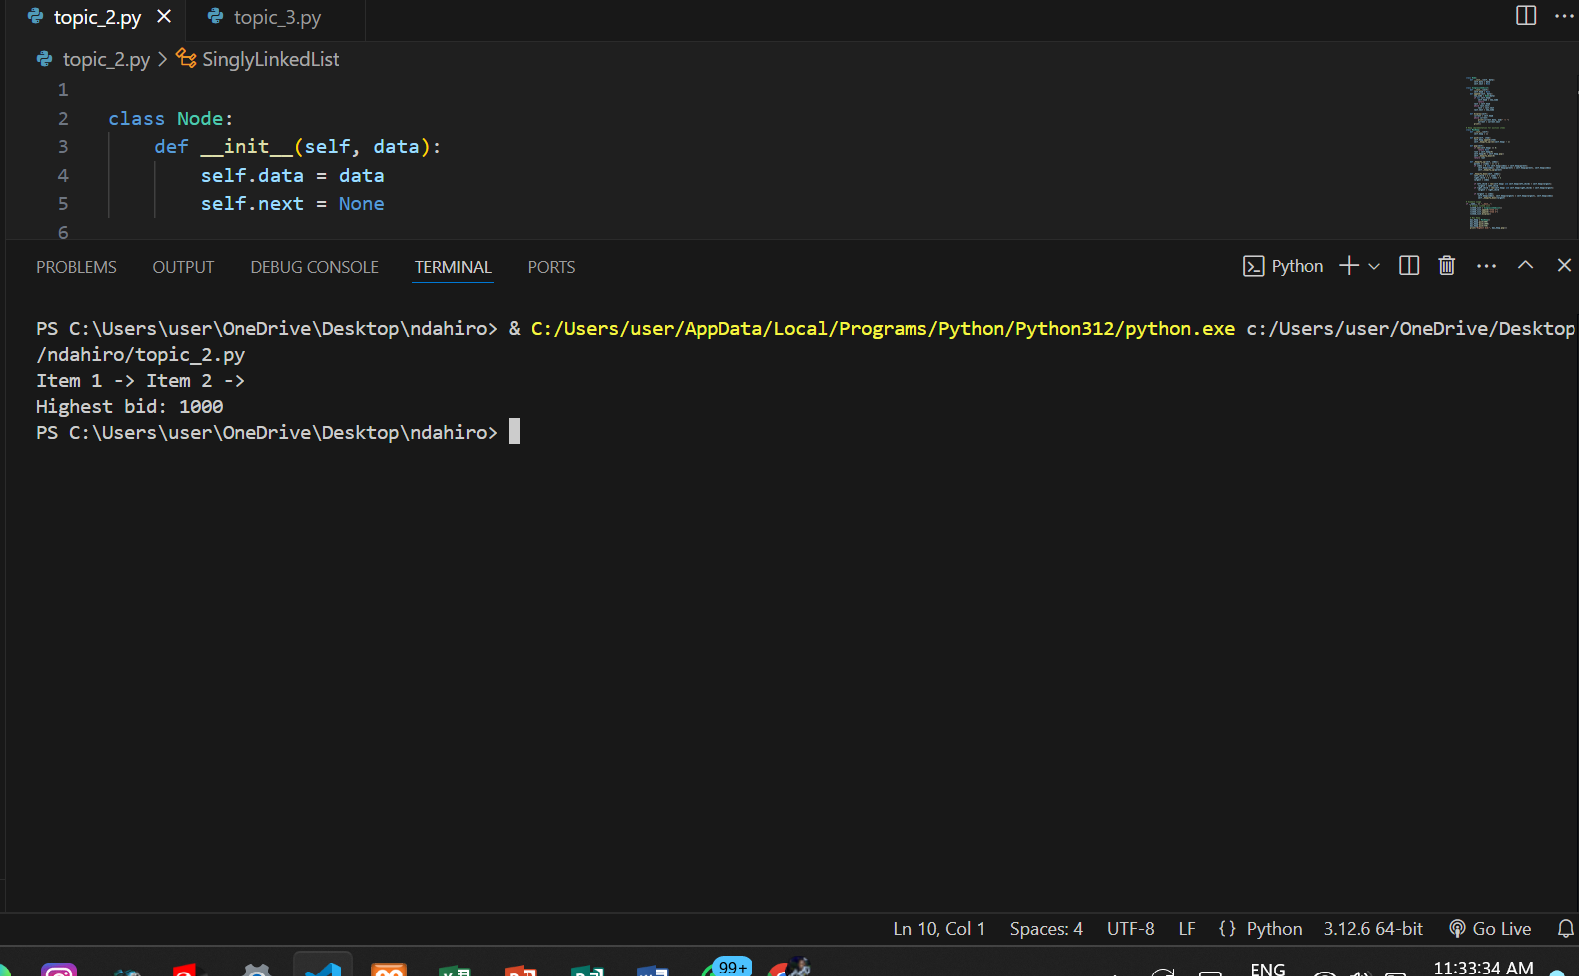 topic_2.py
topic_3.py
topic_2.py > SinglyLinkedList
1
2 class Node:
3 def __init__(self, data):
4 self.data = data
5 self.next = None
6
PROBLEMS OUTPUT DEBUG CONSOLE TERMINAL PORTS
Python
PS C:\Users\user\OneDrive\Desktop\ndahiro> & C:/Users/user/AppData/Local/Programs/Python/Python312/python.exe c:/Users/user/OneDrive/Desktop
/ndahiro/topic_2.py
Item 1 -> Item 2 ->
Highest bid: 1000
PS C:\Users\user\OneDrive\Desktop\ndahiro>
Ln 10, Col 1 Spaces: 4 UTF-8 LF {} Python 3.12.6 64-bit Go Live
99+
ENG
11:33:34 AM